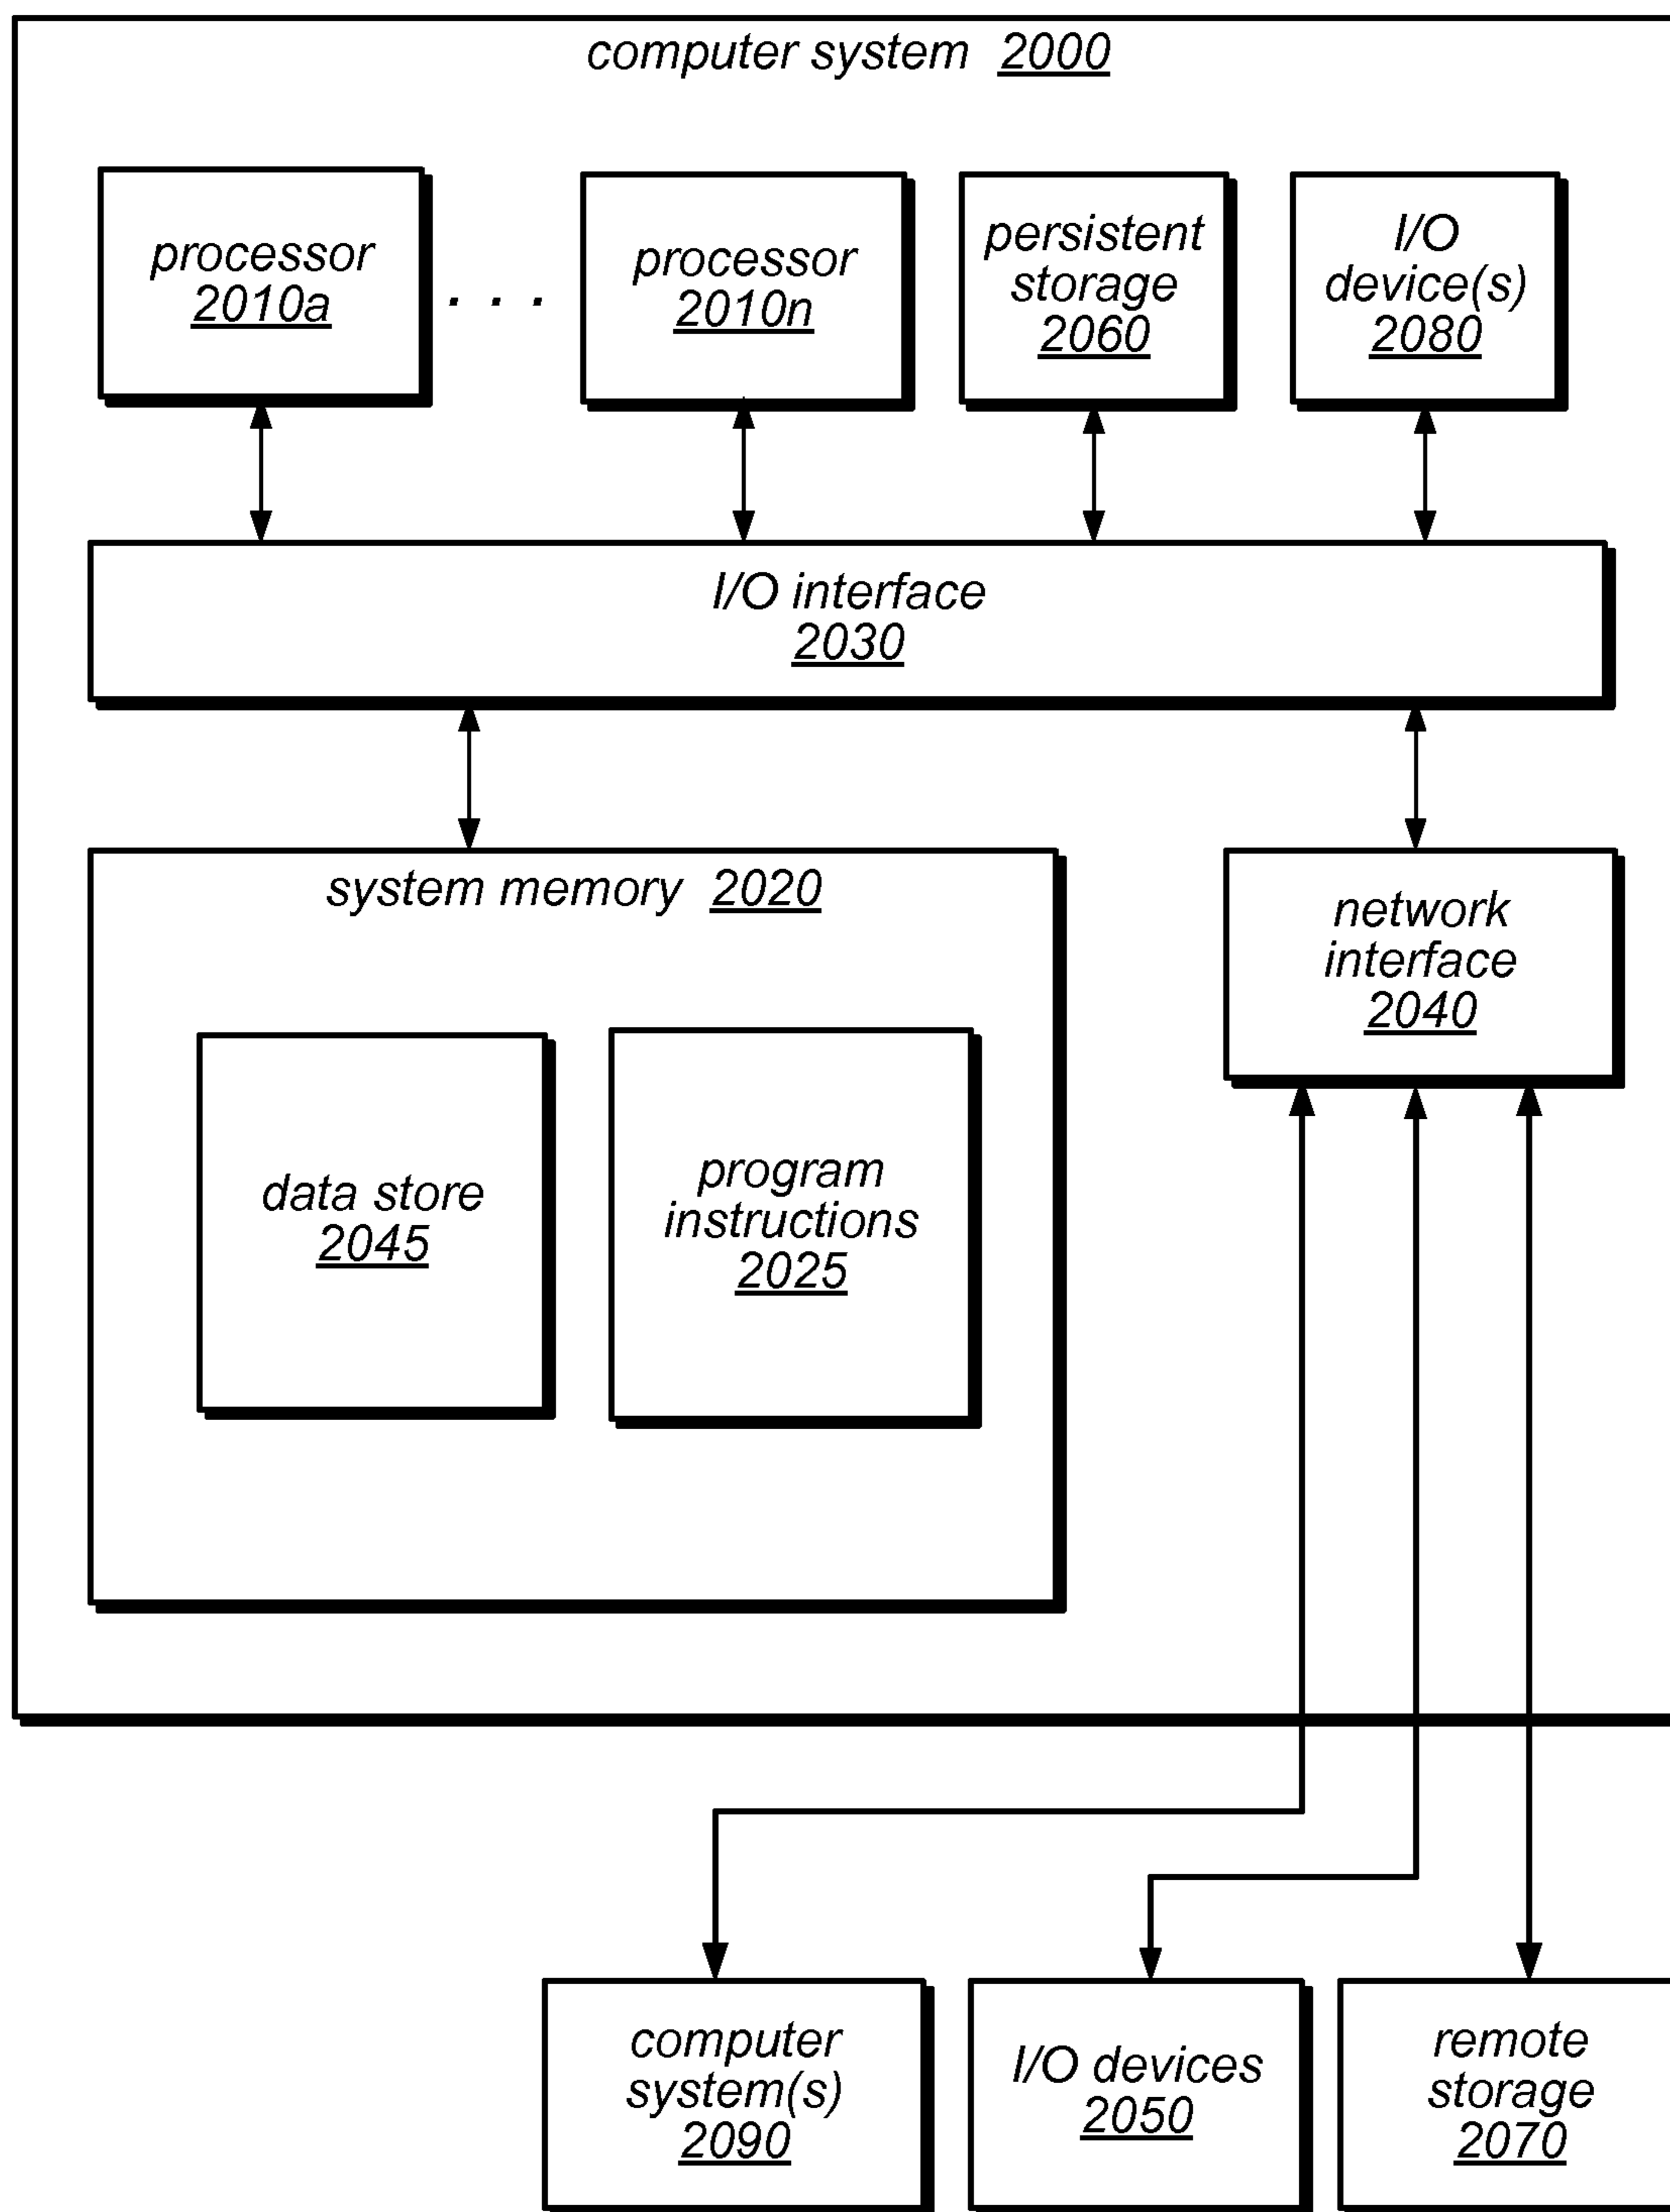 computer system 2000
processor
2010a
. . .
processor
2010n
persistent
storage
2060
I/O
device(s)
2080
I/O interface
2030
system memory 2020
network
interface
2040
data store
2045
program
instructions
2025
computer
system(s)
2090
I/O devices
2050
remote
storage
2070